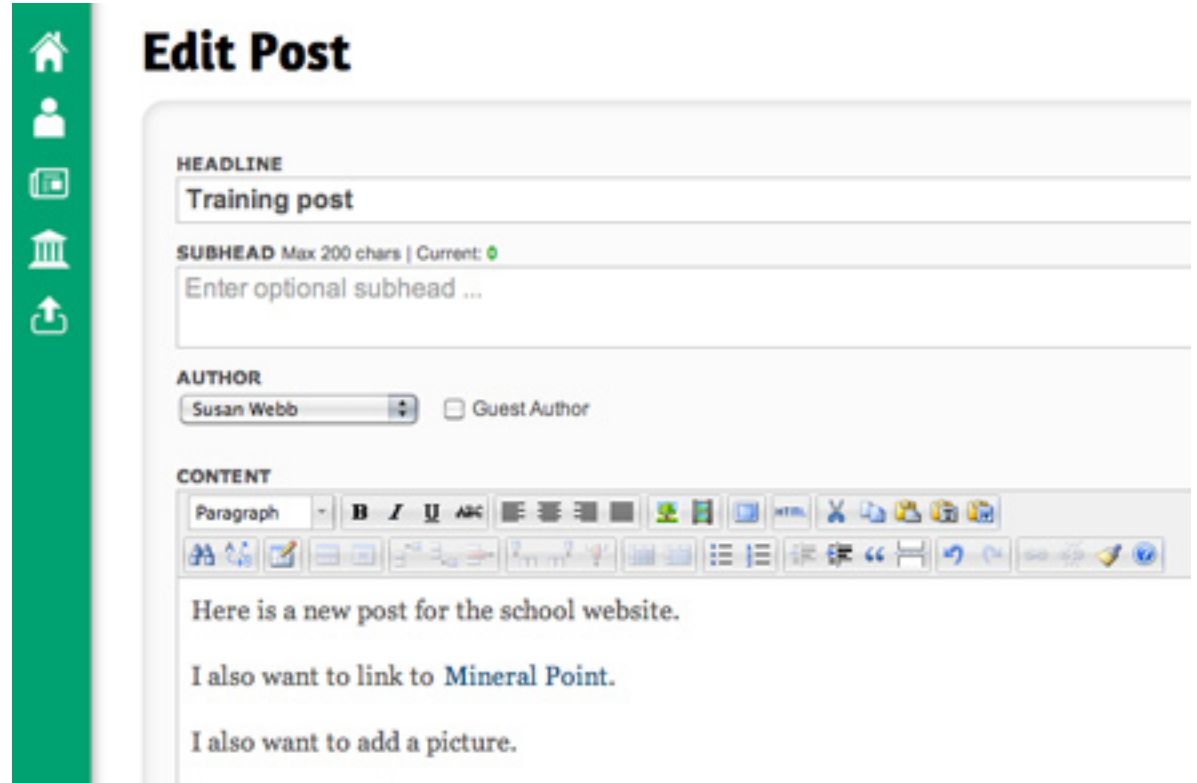 Edit Post
HEADLINE
Training post
SUBHEAD Max 200 chars | Current: 0
Enter optional subhead ...
AUTHOR
Susan Webb
Guest Author
CONTENT
Paragraph B I U ABC HTML
Here is a new post for the school website.
I also want to link to Mineral Point.
I also want to add a picture.